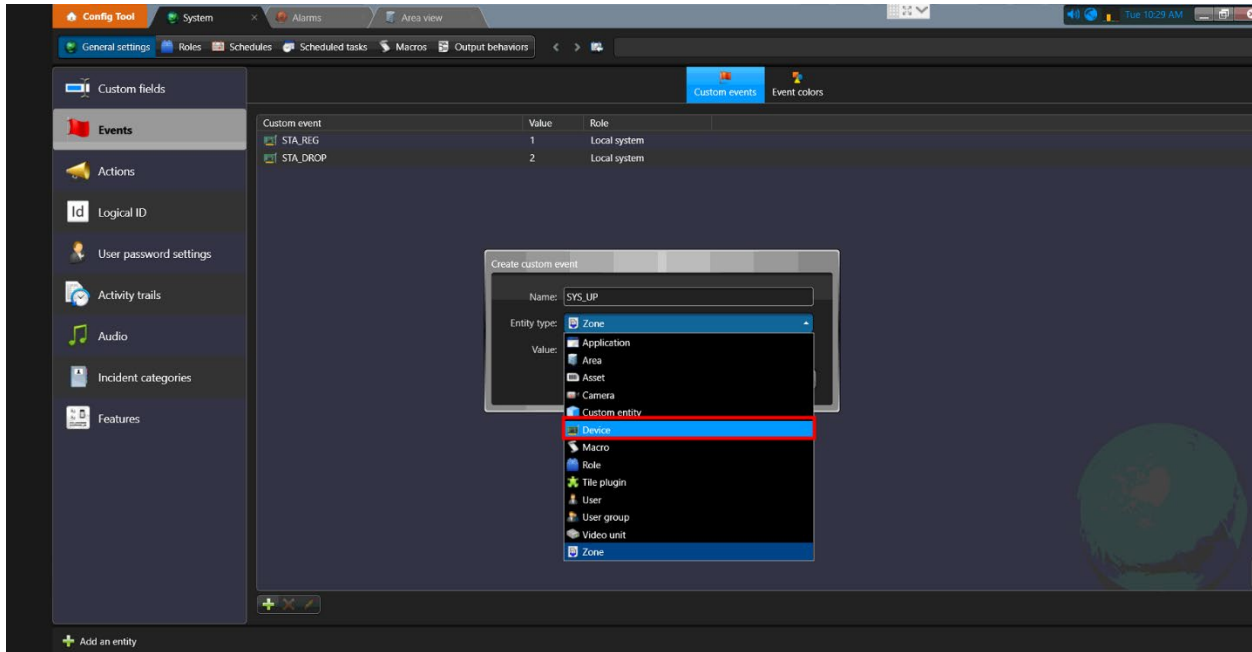 Config Tool System Alarms Area view Tue 10:29 AM
General settings Roles Schedules Scheduled tasks Macros Output behaviors
Custom fields
Events
Actions
Id Logical ID
User password settings
Activity trails
Audio
Incident categories
Features
Custom events Event colors
Custom event Value Role
STA_REG 1 Local system
STA_DROP 2 Local system
Create custom event
Name: SYS_UP
Entity type: Zone
Value:
Application
Area
Asset
Camera
Custom entity
Device
Macro
Role
Tile plugin
User
User group
Video unit
Zone
Add an entity